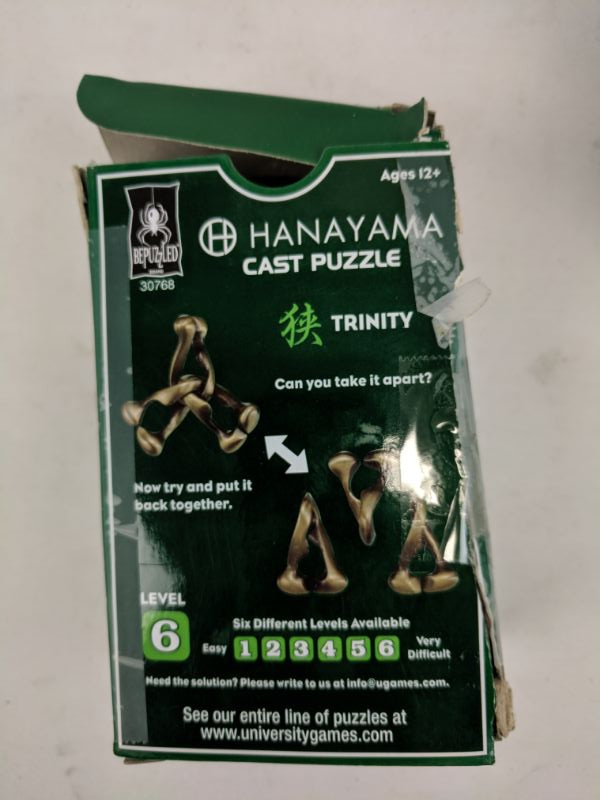 Ages 12+
BEPUZZLED
BRAND
30768
H HANAYAMA
CAST PUZZLE
狭 TRINITY
Can you take it apart?
Now try and put it
back together.
LEVEL
6
Six Different Levels Available
Easy 1 2 3 4 5 6 Very Difficult
Need the solution? Please write to us at info@ugames.com.
See our entire line of puzzles at
www.universitygames.com